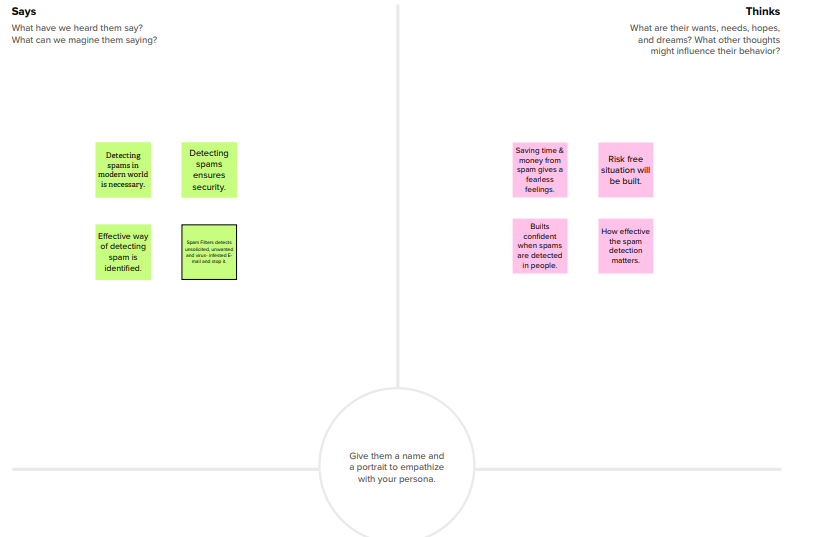 Says
What have we heard them say?
What can we magine them saying?
Thinks
What are their wants, needs, hopes,
and dreams? What other thoughts
might influence their behavior?
Detecting
spams in
modern world
is necessary.
Detecting
spams
ensures
security.
Effective way
of detecting
spam is
identified.
Spam Filters detects
unsolicited, unwanted
and virus- infested E-
mail and stop it.
Saving time &
money from
spam gives a
fearless
feelings.
Risk free
situation will
be built.
Builts
confident
when spams
are detected
in people.
How effective
the spam
detection
matters.
Give them a name and
a portrait to empathize
with your persona.